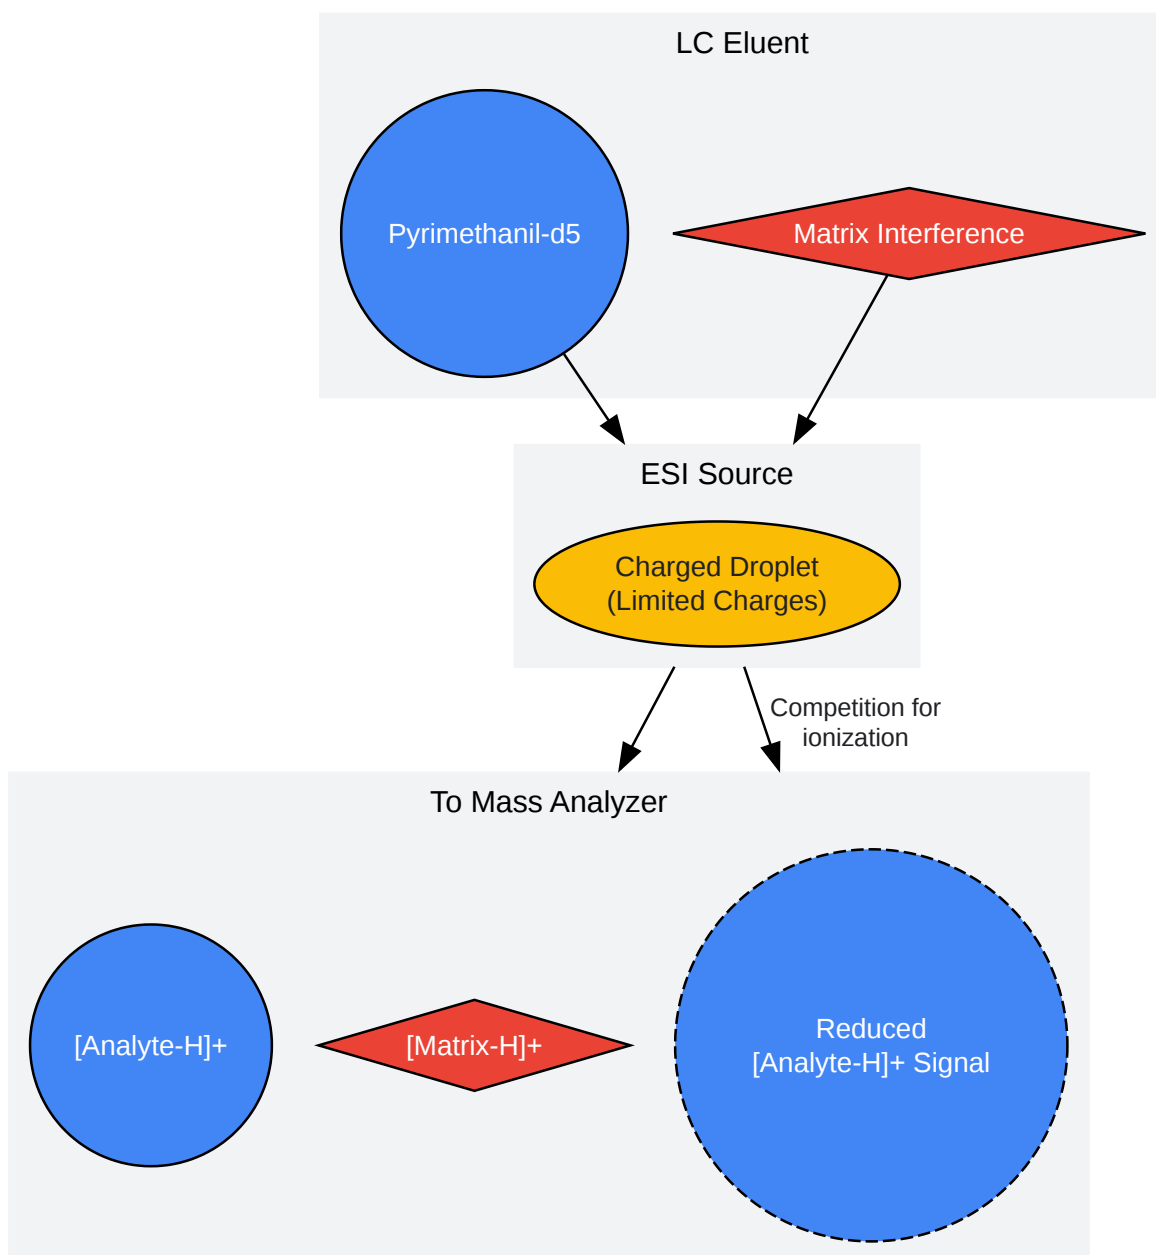 LC Eluent
Pyrimethanil-d5
Matrix Interference
ESI Source
Charged Droplet
(Limited Charges)
Competition for
ionization
To Mass Analyzer
[Analyte-H]+
[Matrix-H]+
Reduced
[Analyte-H]+ Signal